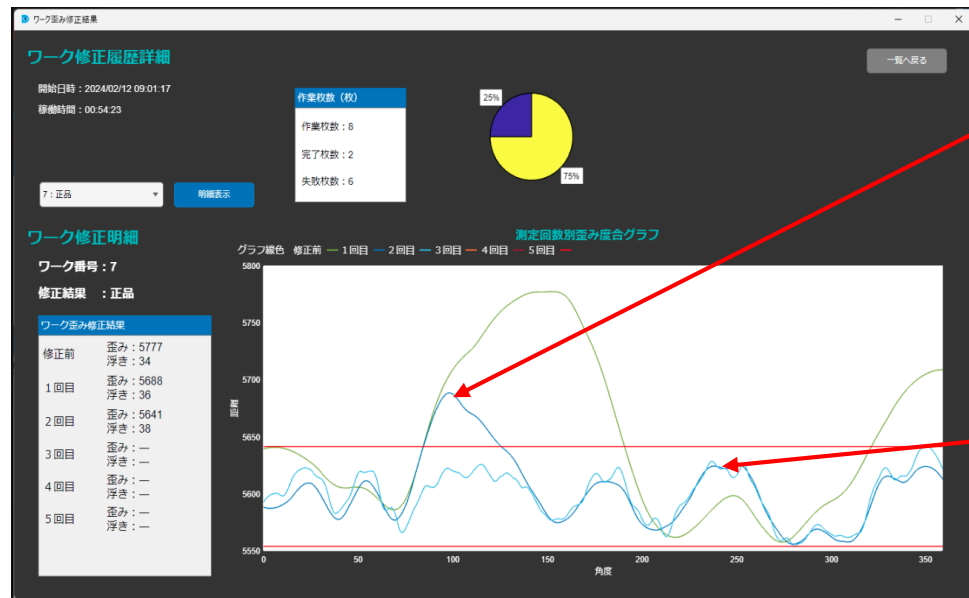 ワーク歪み修正結果
ワーク修正履歴詳細
一覧へ戻る
開始日時：2024/02/12 09:01:17
稼働時間：00:54:23
作業枚数（枚）
作業枚数：8
完了枚数：2
失敗枚数：6
25%
75%
7：正品
明細表示
ワーク修正明細
ワーク番号：7
修正結果 ：正品
ワーク歪み修正結果
修正前 歪み：5777
浮き：34
1回目 歪み：5688
浮き：36
2回目 歪み：5641
浮き：38
3回目 歪み：―
浮き：―
4回目 歪み：―
浮き：―
5回目 歪み：―
浮き：―
測定回数別歪み度合グラフ
グラフ線色 修正前 ― 1回目 ― 2回目 ― 3回目 ― 4回目 ― 5回目 ―
5800
5750
5700
5650
5600
5550
距離
0 50 100 150 200 250 300 350
角度